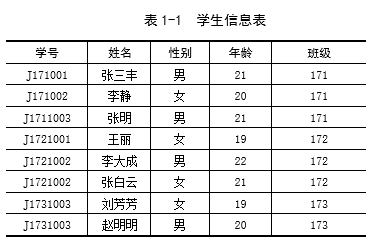 表1-1 学生信息表
学号 姓名 性别 年龄 班级
J171001 张三丰 男 21 171
J171002 李静 女 20 171
J1711003 张明 男 21 171
J1721001 王丽 女 19 172
J1721002 李大成 男 22 172
J1721002 张白云 女 21 172
J1731003 刘芳芳 女 19 173
J1731003 赵明明 男 20 173